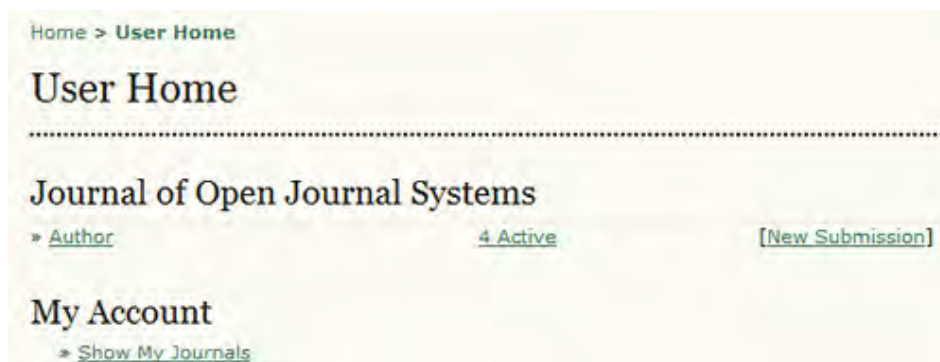 Home > User Home
User Home
Journal of Open Journal Systems
» Author 4 Active [New Submission]
My Account
» Show My Journals